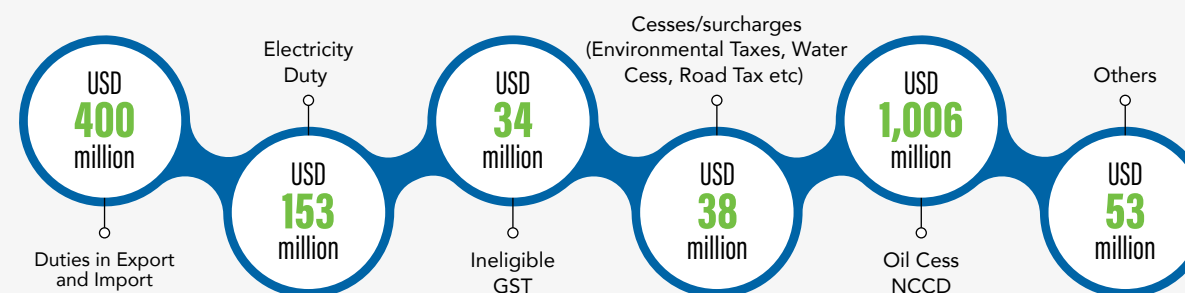 USD
400
million
Duties in Export
and Import
Electricity
Duty
USD
153
million
USD
34
million
Ineligible
GST
Cesses/surcharges
(Environmental Taxes, Water
Cess, Road Tax etc)
USD
38
million
USD
1,006
million
Oil Cess
NCCD
Others
USD
53
million